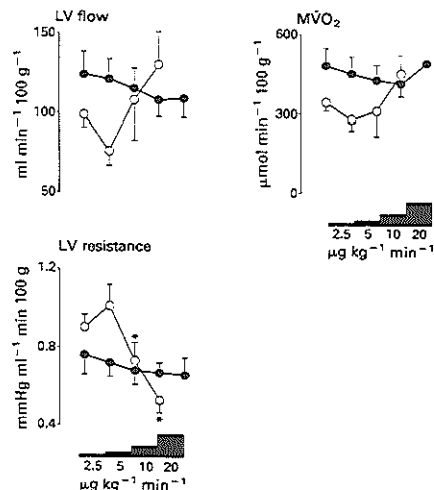 LV flow
150
100
50
ml min⁻¹ 100 g⁻¹
MV̇O₂
600
300
0
µmol min⁻¹ 100 g⁻¹
2.5 5 10 20
µg kg⁻¹ min⁻¹
LV resistance
1.2
0.8
0.4
mmHg ml⁻¹ min 100 g
*
*
2.5 5 10 20
µg kg⁻¹ min⁻¹